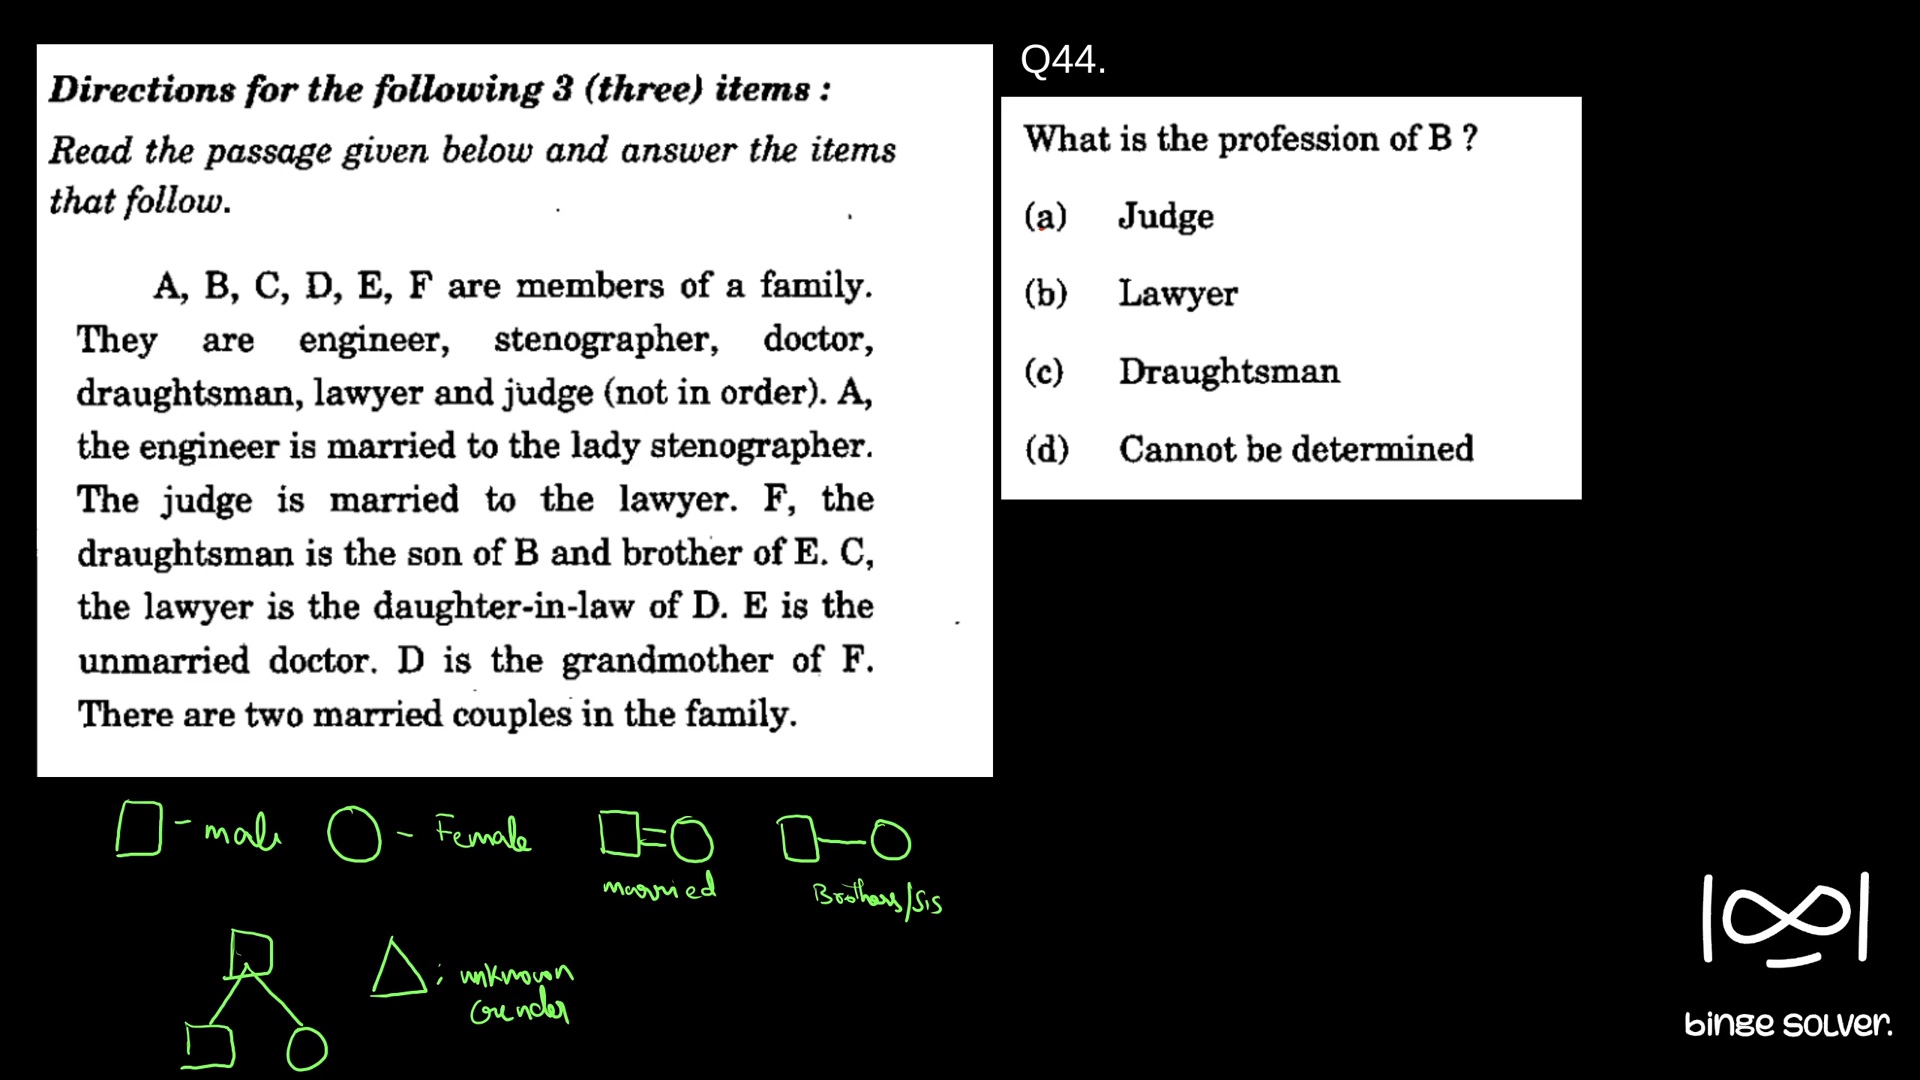 Directions for the following 3 (three) items :
Read the passage given below and answer the items
that follow.
A, B, C, D, E, F are members of a family.
They are engineer, stenographer, doctor,
draughtsman, lawyer and judge (not in order). A,
the engineer is married to the lady stenographer.
The judge is married to the lawyer. F, the
draughtsman is the son of B and brother of E. C,
the lawyer is the daughter-in-law of D. E is the
unmarried doctor. D is the grandmother of F.
There are two married couples in the family.
Q44.
What is the profession of B ?
(a) Judge
(b) Lawyer
(c) Draughtsman
(d) Cannot be determined
- male
- Female
married
Brothers/sis
: unknown
Gender
binge solver.